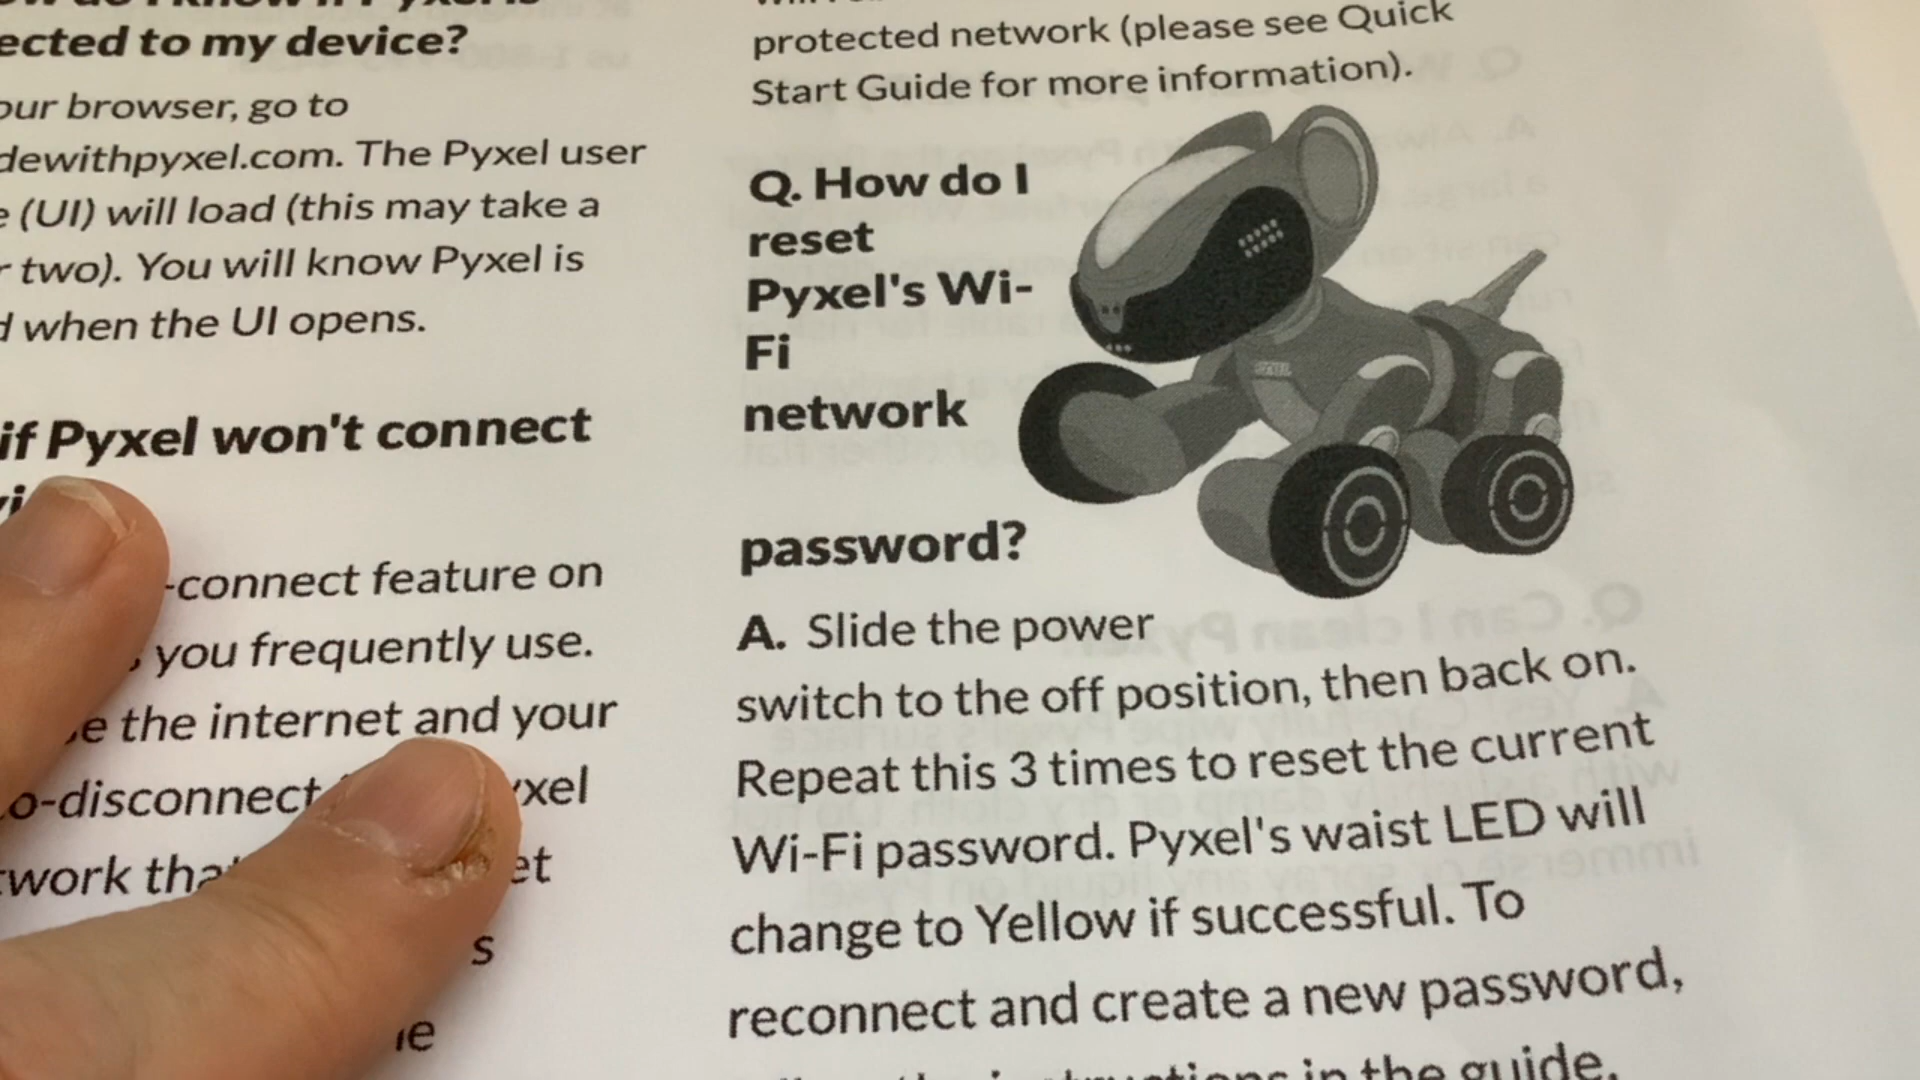 ected to my device?
our browser, go to
dewithpyxel.com. The Pyxel user
e (UI) will load (this may take a
r two). You will know Pyxel is
d when the UI opens.
if Pyxel won't connect
-connect feature on
, you frequently use.
e the internet and your
o-disconnect yxel
work tha et
s
ie
protected network (please see Quick
Start Guide for more information).
Q. How do I
reset
Pyxel's Wi-
Fi
network
password?
A. Slide the power
switch to the off position, then back on.
Repeat this 3 times to reset the current
Wi-Fi password. Pyxel's waist LED will
change to Yellow if successful. To
reconnect and create a new password,
in the guide.